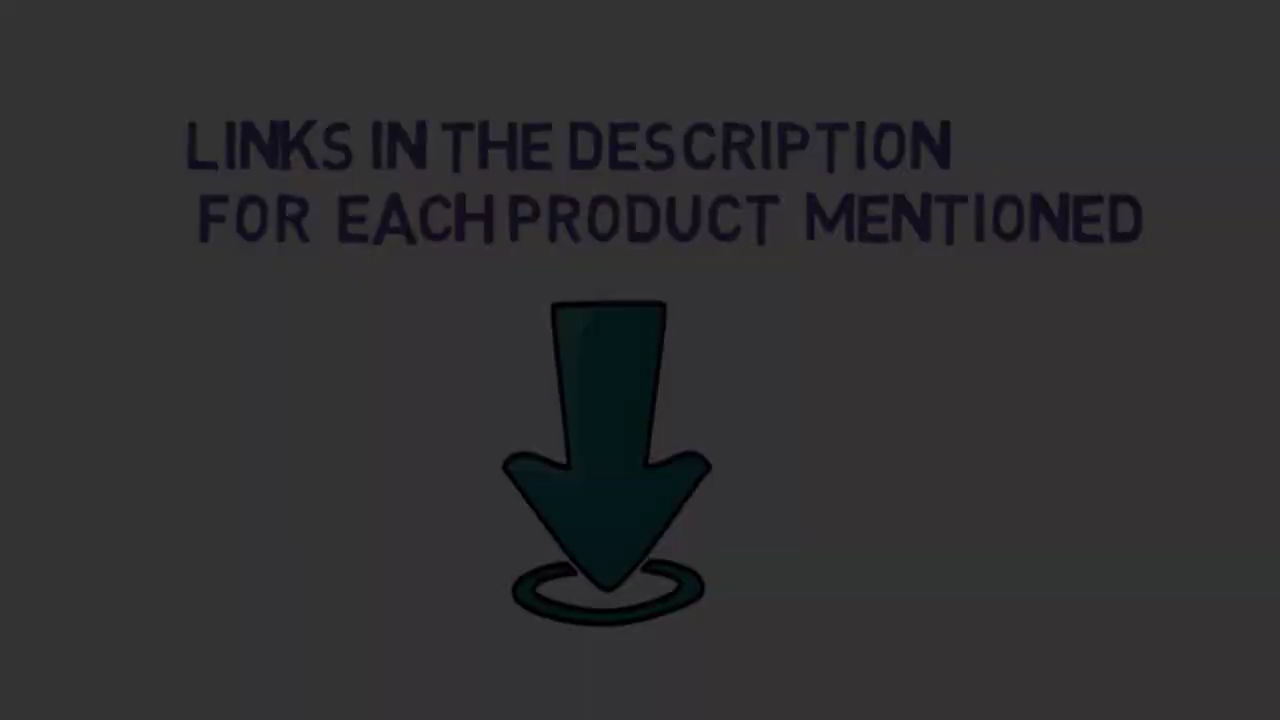 LINKS IN THE DESCRIPTION
FOR EACH PRODUCT MENTIONED